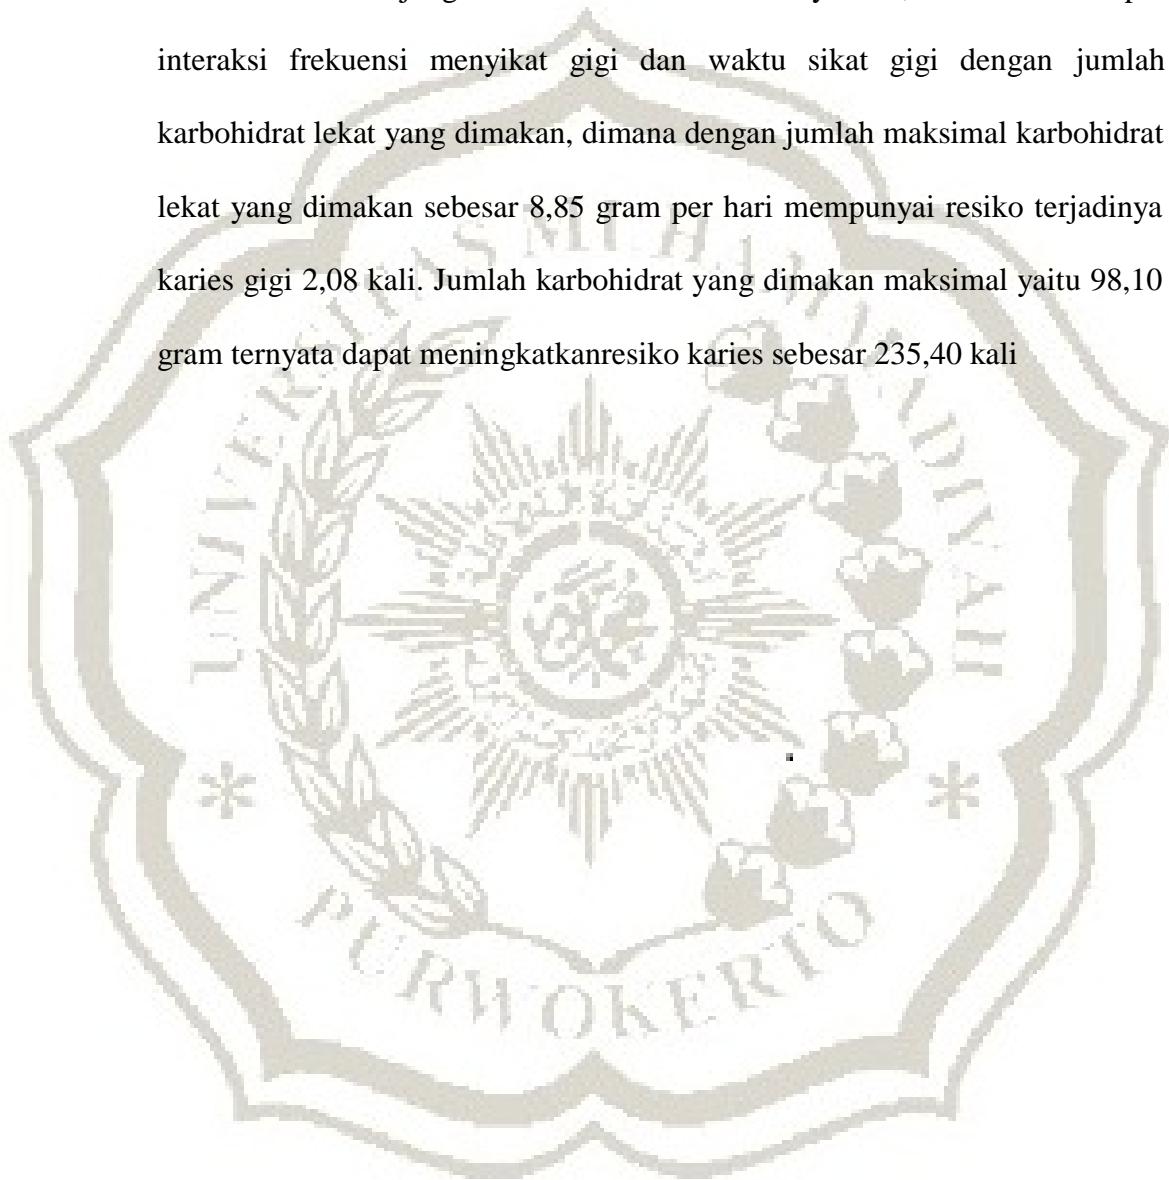 interaksi frekuensi menyikat gigi dan waktu sikat gigi dengan jumlah
karbohidrat lekat yang dimakan, dimana dengan jumlah maksimal karbohidrat
lekat yang dimakan sebesar 8,85 gram per hari mempunyai resiko terjadinya
karies gigi 2,08 kali. Jumlah karbohidrat yang dimakan maksimal yaitu 98,10
gram ternyata dapat meningkatkanresiko karies sebesar 235,40 kali
UNIVERSITAS MUHAMMADIYAH
PURWOKERTO